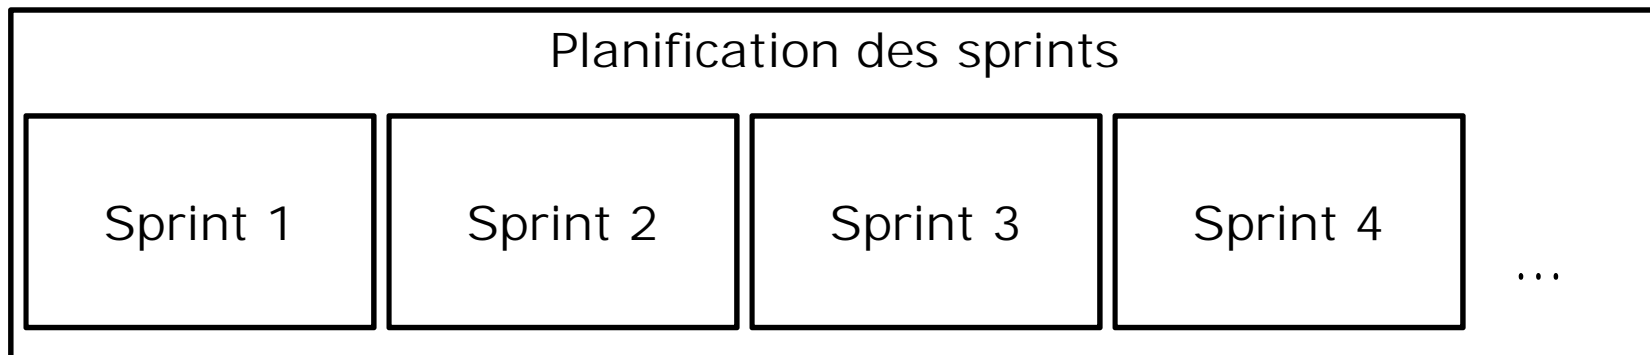 Planification des sprints
Sprint 1 Sprint 2 Sprint 3 Sprint 4 ...